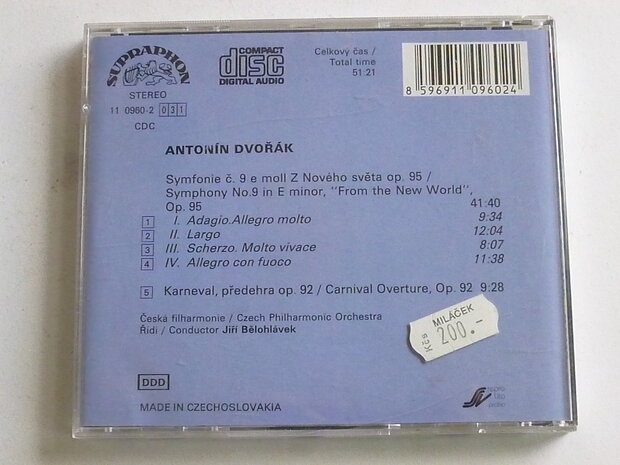 SUPRAPHON
STEREO
11 0960-2 031
CDC
COMPACT
disc
DIGITAL AUDIO
Celkový čas /
Total time
51:21
8 596911 096024
ANTONÍN DVOŘÁK
Symfonie č. 9 e moll Z Nového světa op. 95 /
Symphony No.9 in E minor, "From the New World",
Op. 95 41:40
1 I. Adagio.Allegro molto 9:34
2 II. Largo 12:04
3 III. Scherzo. Molto vivace 8:07
4 IV. Allegro con fuoco 11:38
5 Karneval, předehra op. 92 / Carnival Overture, Op. 92 9:28
Česká filharmonie / Czech Philharmonic Orchestra
Řídí / Conductor Jiří Bělohlávek
MILÁČEK
Kčs 200.-
DDD
MADE IN CZECHOSLOVAKIA